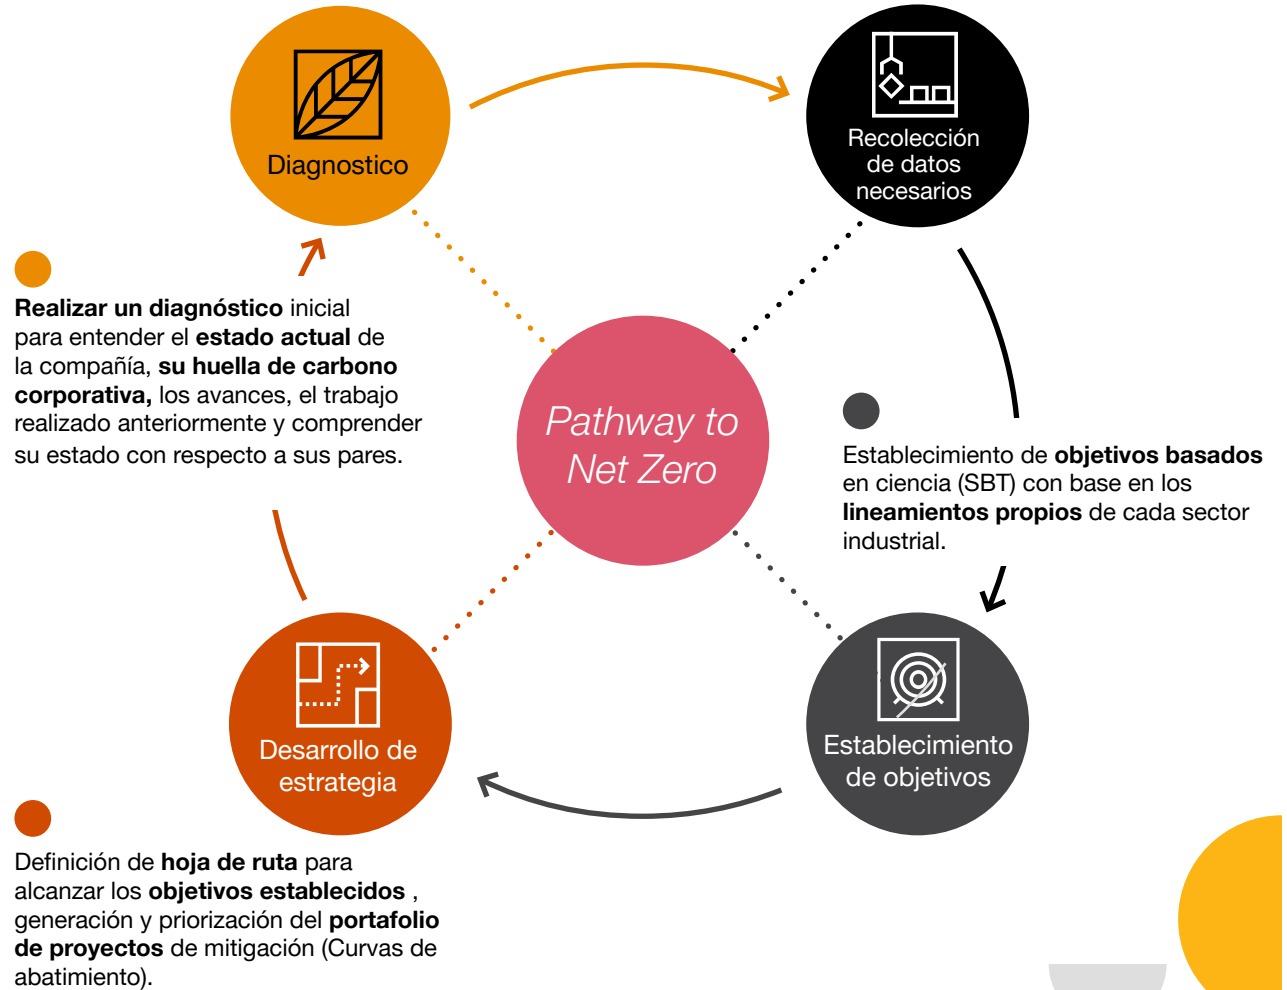 Diagnostico
Recolección
de datos
necesarios
Realizar un diagnóstico inicial
para entender el estado actual de
la compañía, su huella de carbono
corporativa, los avances, el trabajo
realizado anteriormente y comprender
su estado con respecto a sus pares.
Pathway to
Net Zero
Establecimiento de objetivos basados
en ciencia (SBT) con base en los
lineamientos propios de cada sector
industrial.
Desarrollo de
estrategia
Establecimiento
de objetivos
Definición de hoja de ruta para
alcanzar los objetivos establecidos ,
generación y priorización del portafolio
de proyectos de mitigación (Curvas de
abatimiento).